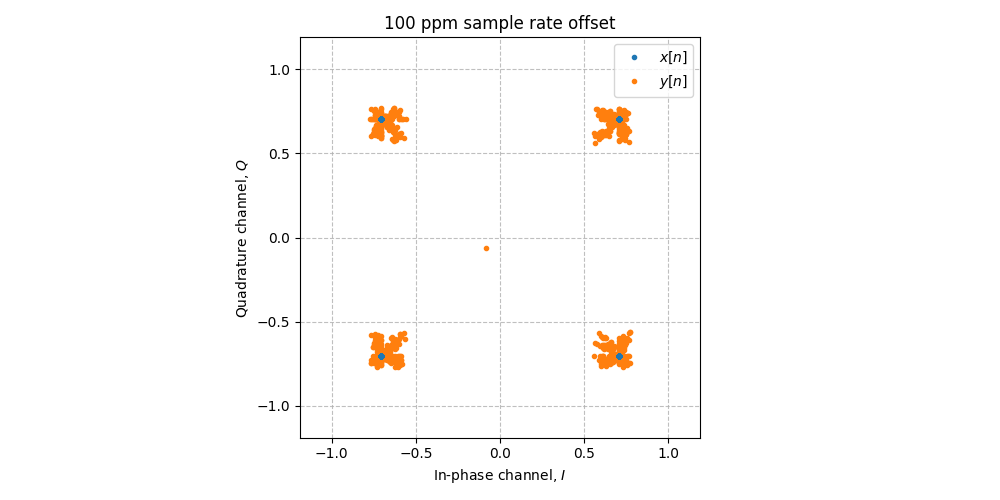 100 ppm sample rate offset
x[n]
y[n]
Quadrature channel, Q
1.0
0.5
0.0
−0.5
−1.0
−1.0 −0.5 0.0 0.5 1.0
In-phase channel, I